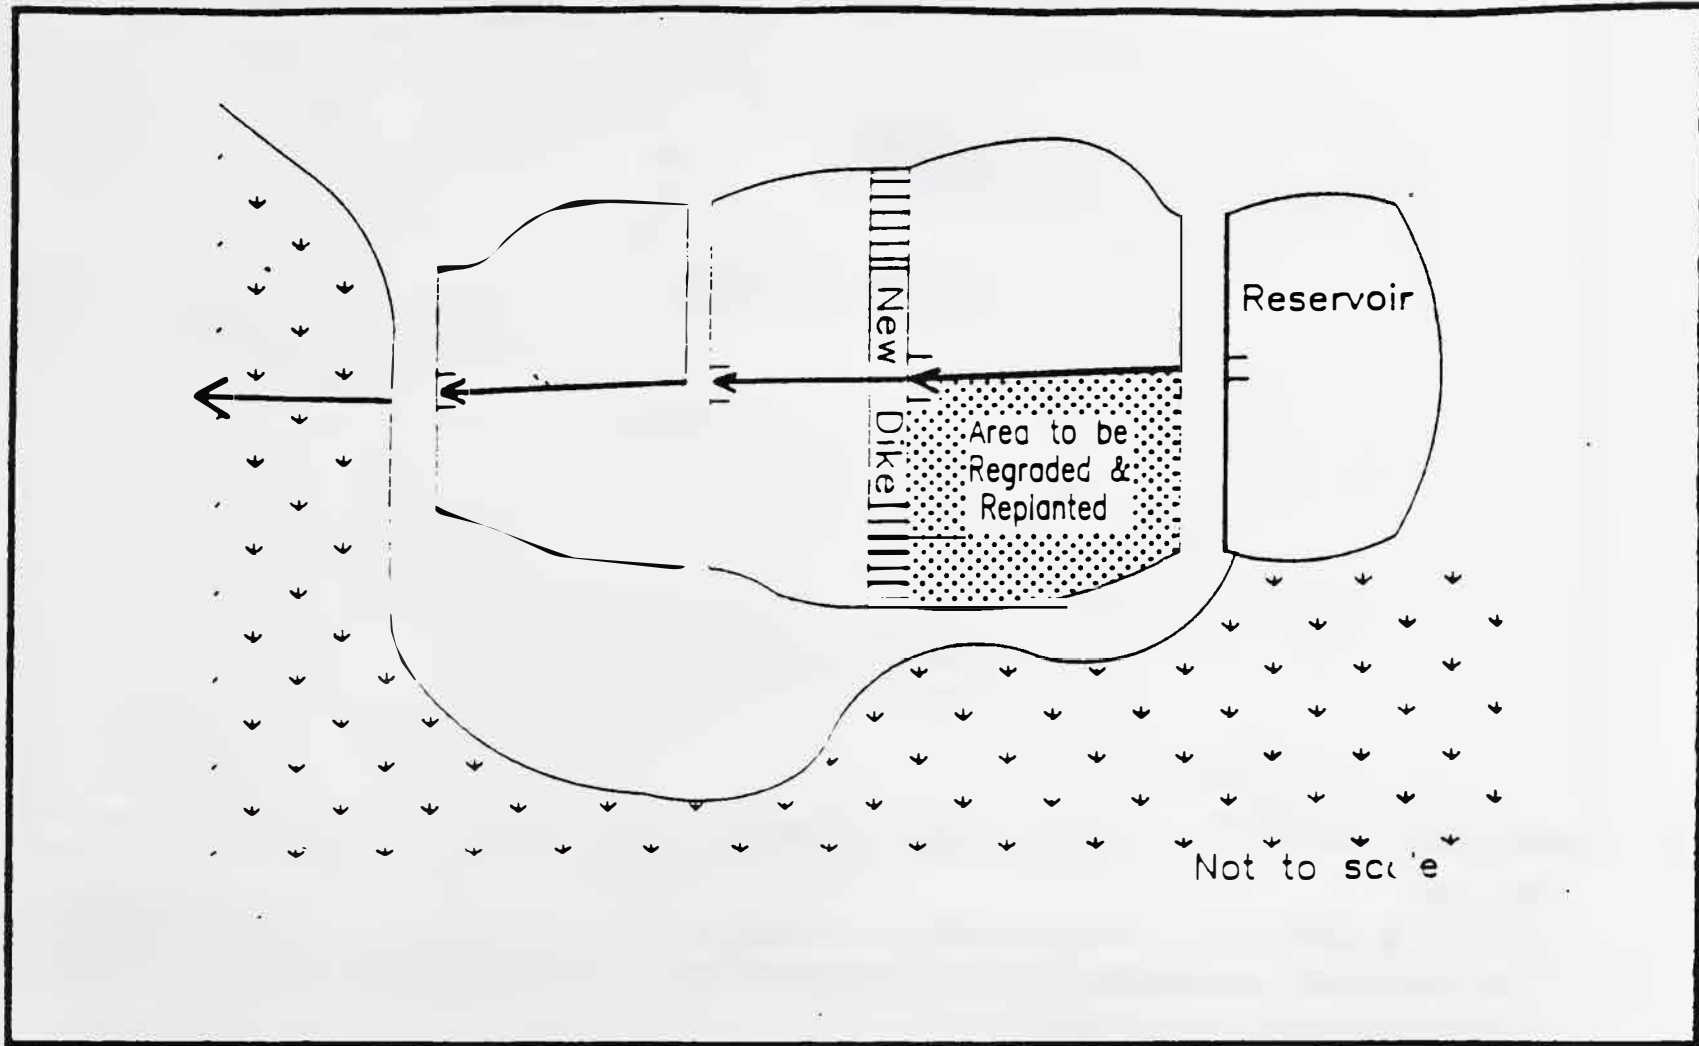 Reservoir
New Dike
Area to be
Regraded &
Replanted
Not to